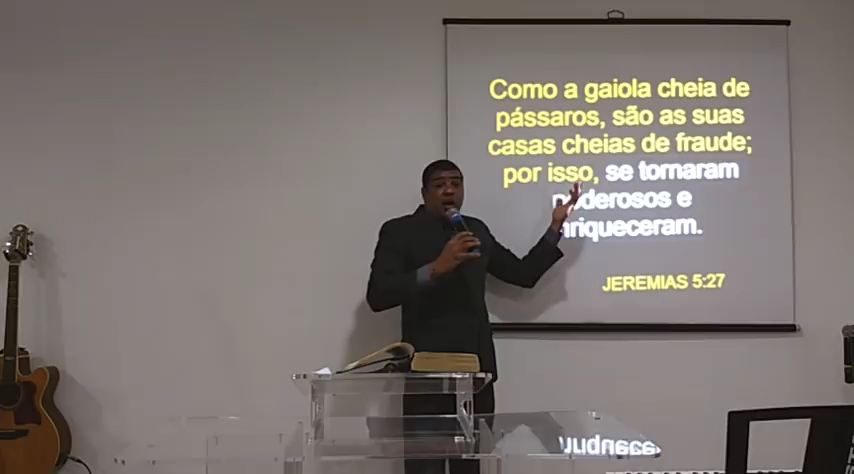 Como a gaiola cheia de
pássaros, são as suas
casas cheias de fraude;
por isso, se tornaram
poderosos e
enriqueceram.
JEREMIAS 5:27